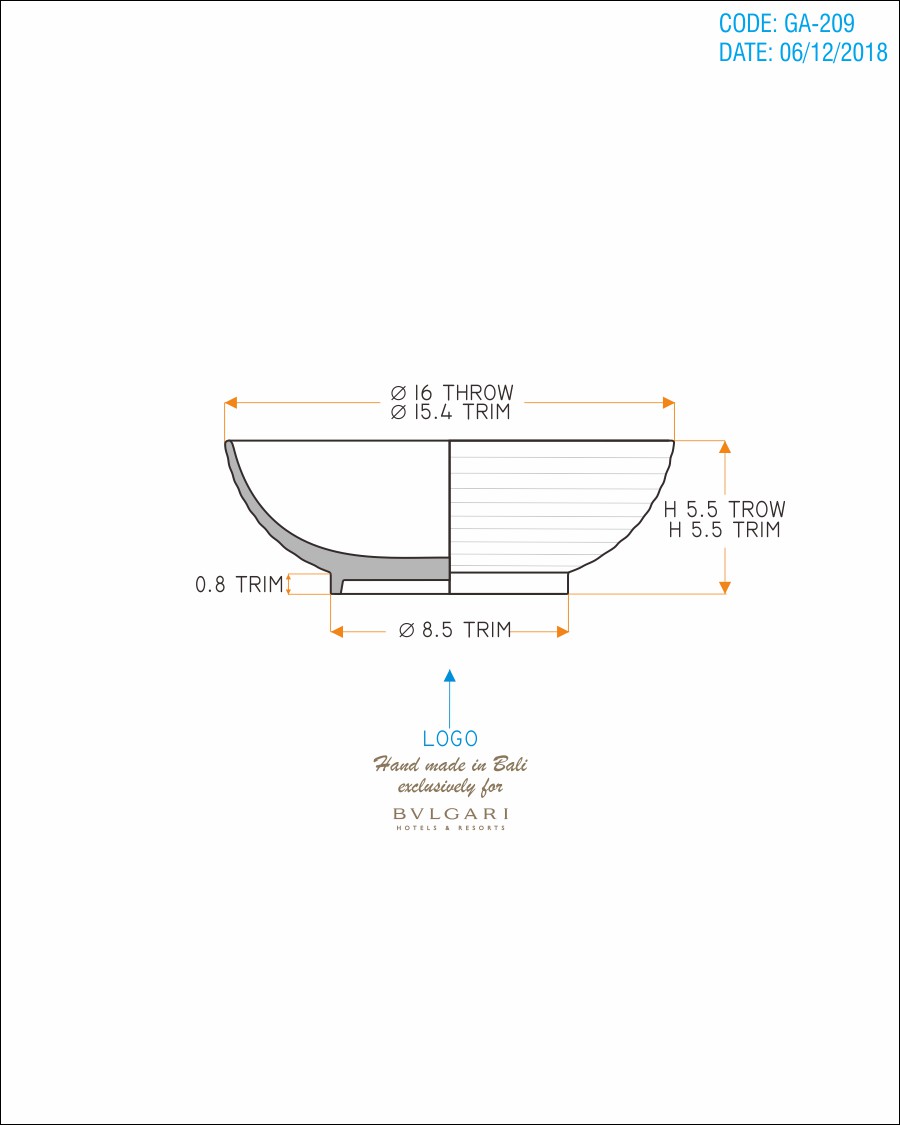 CODE: GA-209
DATE: 06/12/2018
Ø 16 THROW
Ø 15.4 TRIM
H 5.5 TROW
H 5.5 TRIM
0.8 TRIM
Ø 8.5 TRIM
LOGO
Hand made in Bali
exclusively for
BVLGARI
HOTELS & RESORTS